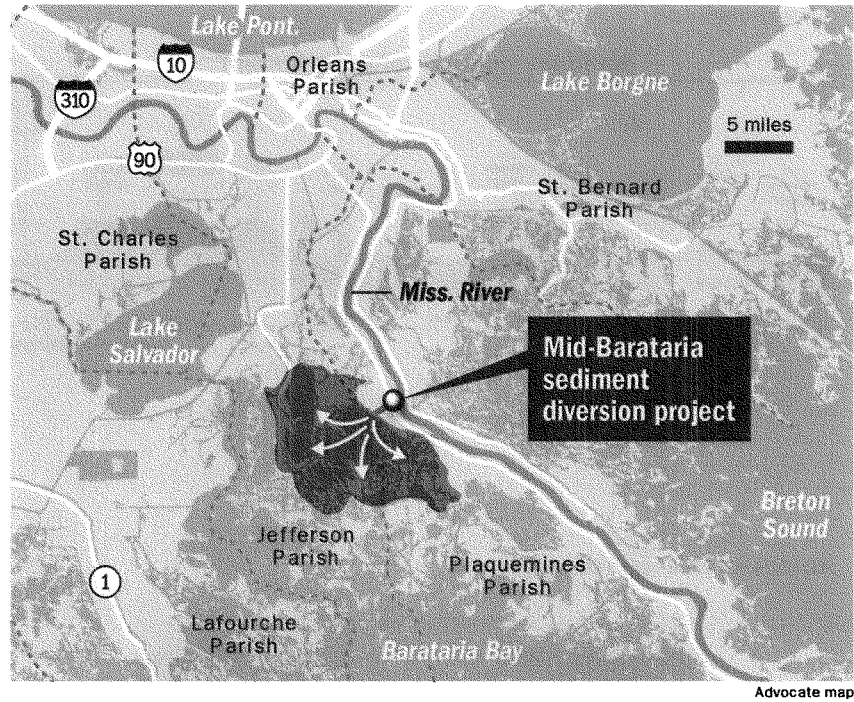 Lake Pont.
10
Orleans
Parish
310
Lake Borgne
5 miles
90
St. Bernard
Parish
St. Charles
Parish
Miss. River
Lake
Salvador
Mid-Barataria
sediment
diversion project
Breton
Sound
Jefferson
Parish
Plaquemines
Parish
1
Lafourche
Parish
Barataria Bay
Advocate map